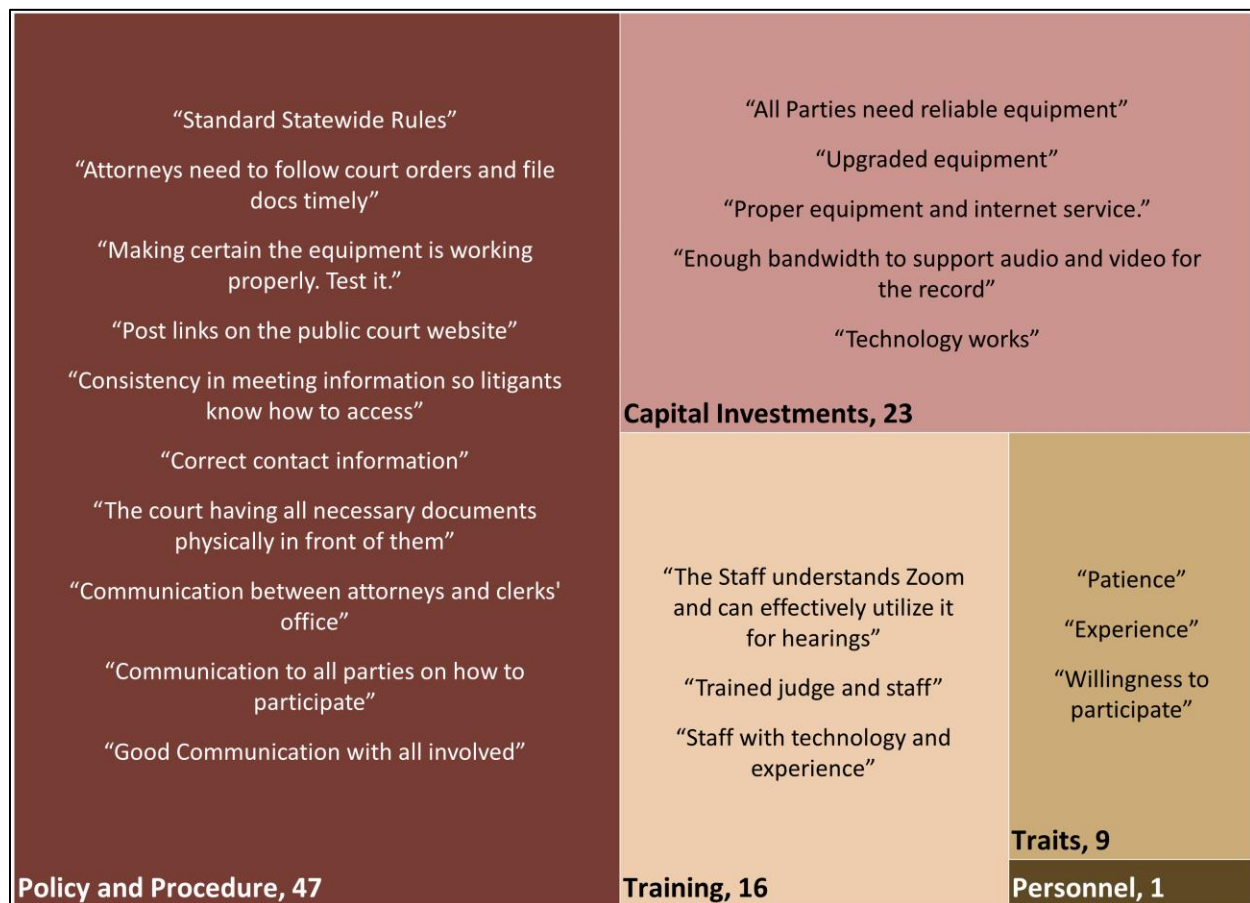 “Standard Statewide Rules”
“Attorneys need to follow court orders and file
docs timely”
“Making certain the equipment is working
properly. Test it.”
“Post links on the public court website”
“Consistency in meeting information so litigants
know how to access”
“Correct contact information”
“The court having all necessary documents
physically in front of them”
“Communication between attorneys and clerks'
office”
“Communication to all parties on how to
participate”
“Good Communication with all involved”
Policy and Procedure, 47
“All Parties need reliable equipment”
“Upgraded equipment”
“Proper equipment and internet service.”
“Enough bandwidth to support audio and video for
the record”
“Technology works”
Capital Investments, 23
“The Staff understands Zoom
and can effectively utilize it
for hearings”
“Trained judge and staff”
“Staff with technology and
experience”
Training, 16
“Patience”
“Experience”
“Willingness to
participate”
Traits, 9
Personnel, 1